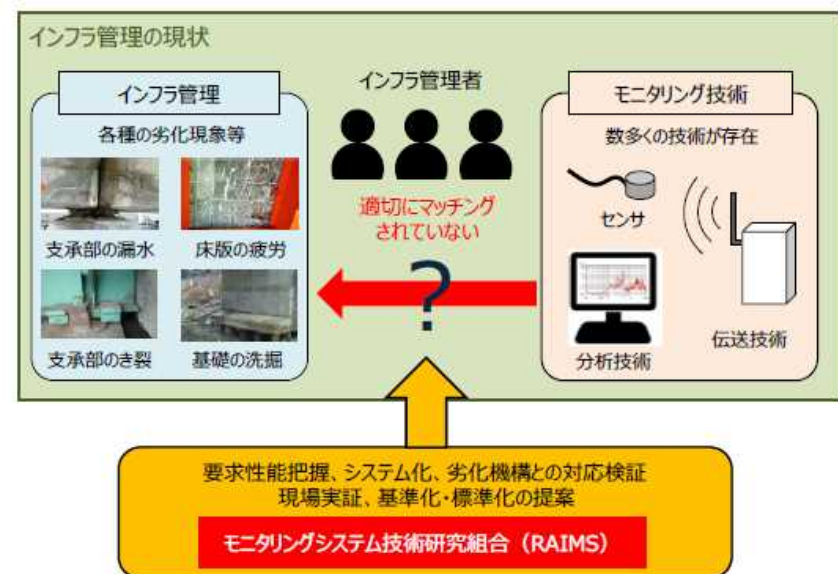 インフラ管理の現状
インフラ管理
各種の劣化現象等
支承部の漏水
床版の疲労
支承部のき裂
基礎の洗掘
インフラ管理者
適切にマッチング
されていない
?
モニタリング技術
数多くの技術が存在
センサ
分析技術
伝送技術
要求性能把握、システム化、劣化機構との対応検証
現場実証、基準化・標準化の提案
モニタリングシステム技術研究組合（RAIMS）